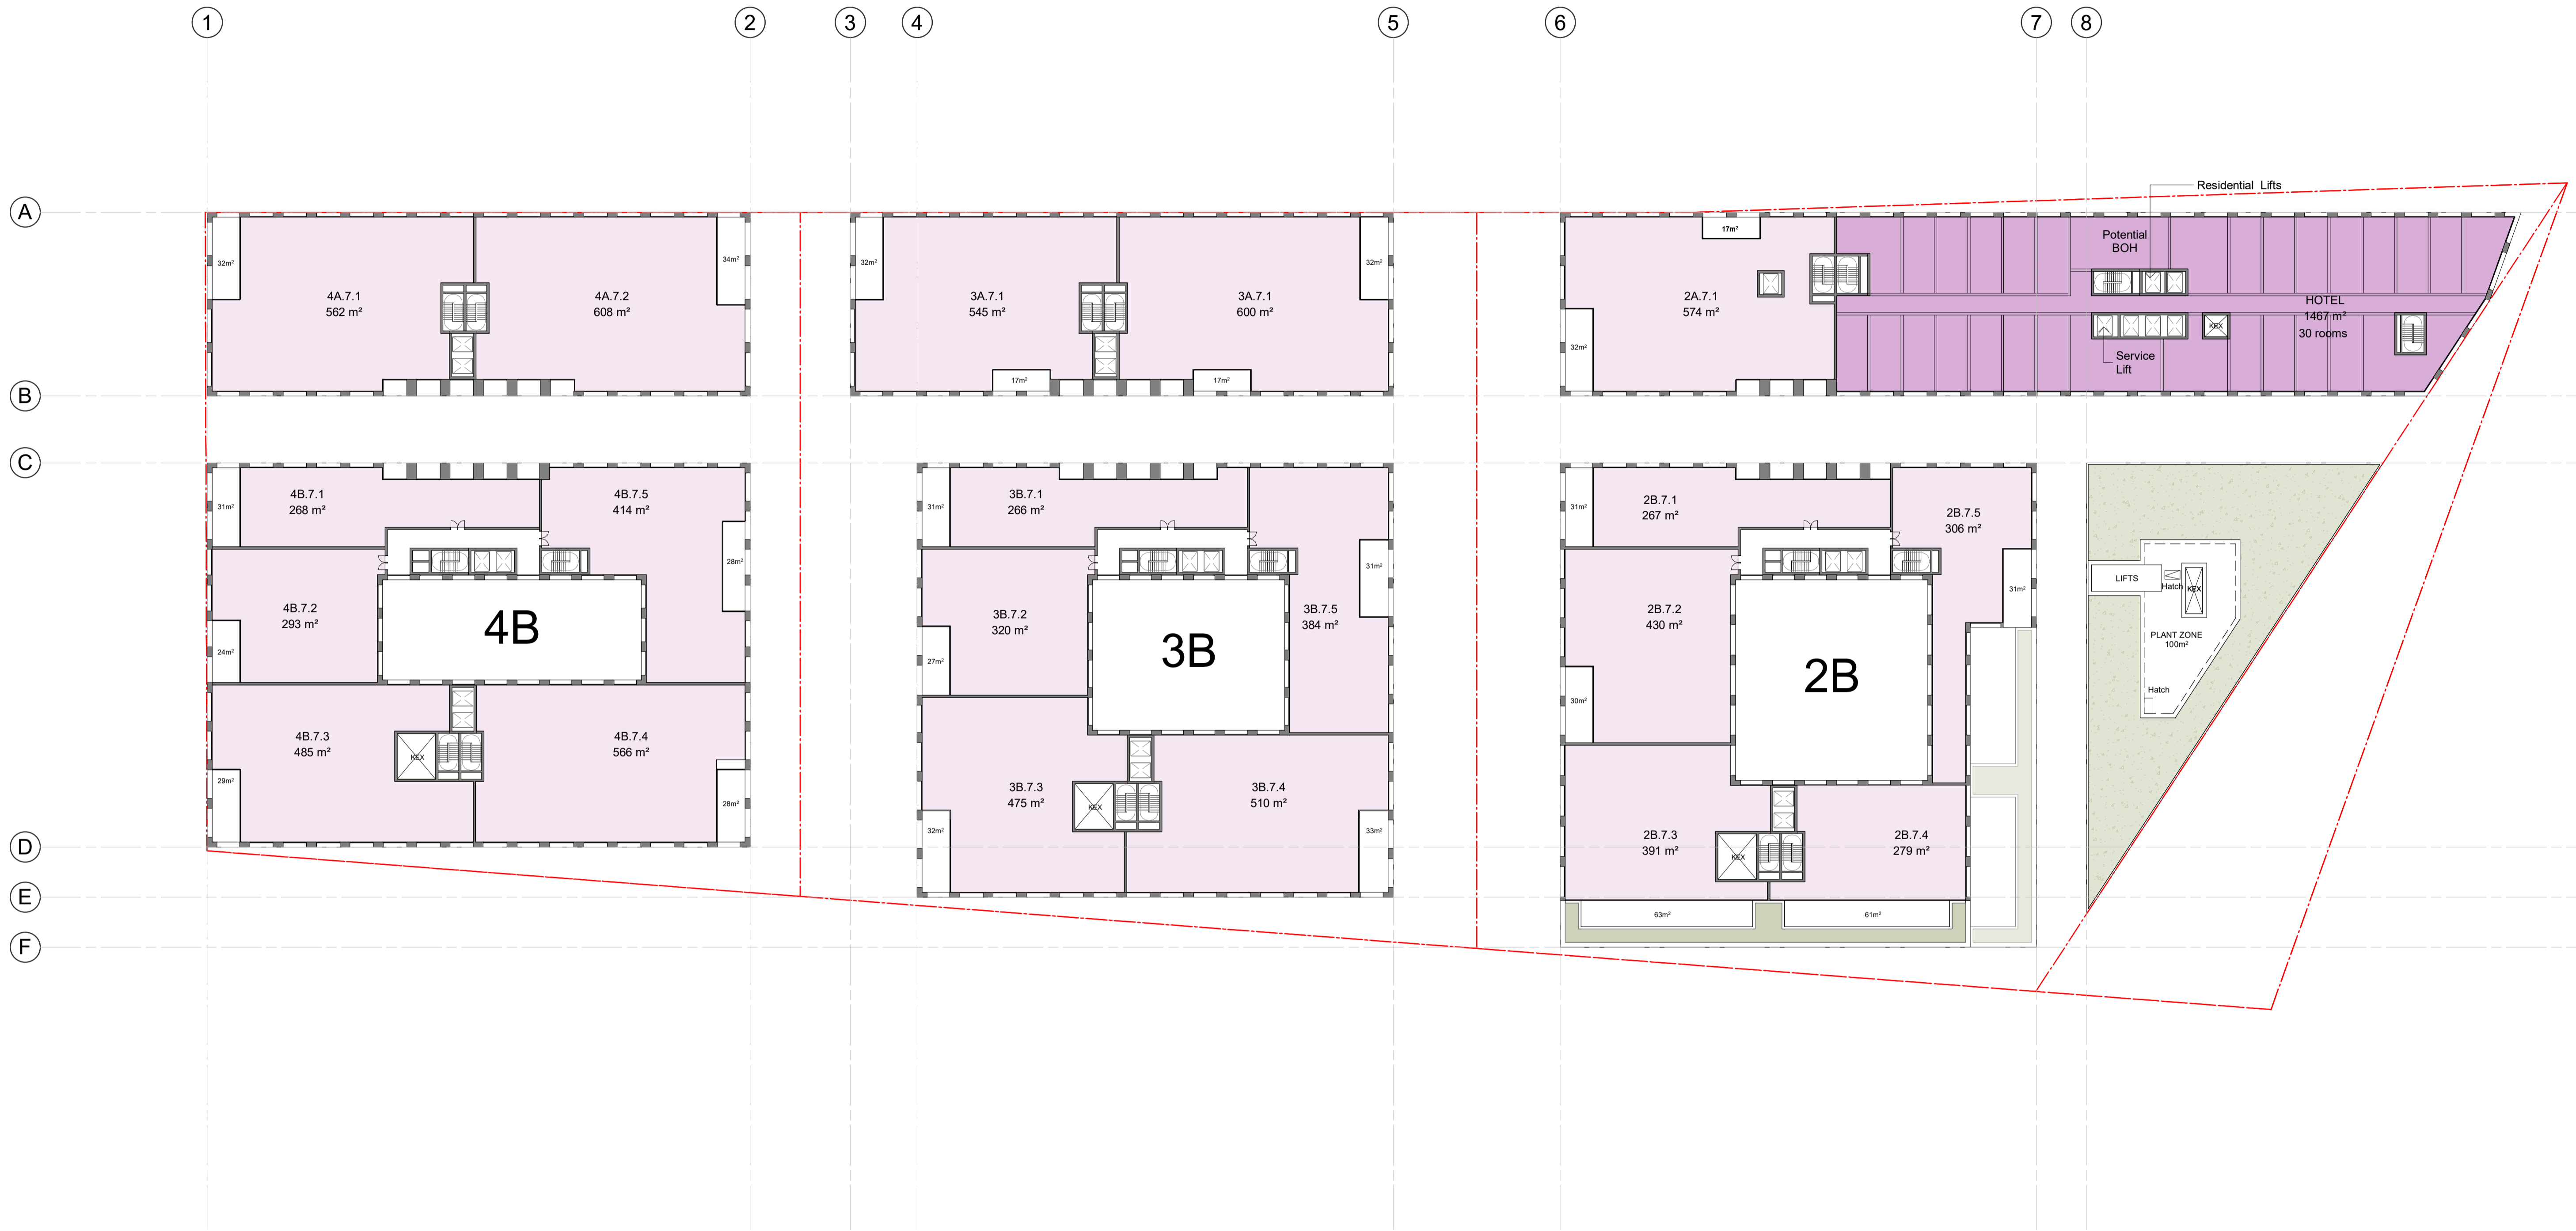 1
2
3
4
5
6
7
8
Residential Lifts
A
17m²
Potential
BOH
34m²
32m²
32m²
32m²
4A.7.1
562 m²
4A.7.2
608 m²
3A.7.1
545 m²
3A.7.1
600 m²
2A.7.1
574 m²
HOTEL
1467 m²
30 rooms
KEX
32m²
Service
Lift
17m²
17m²
B
C
4B.7.1
268 m²
4B.7.5
414 m²
3B.7.1
266 m²
2B.7.1
267 m²
2B.7.5
306 m²
31m²
31m²
31m²
28m²
31m²
LIFTS
Hatch
KEX
31m²
4B.7.2
293 m²
4B
3B.7.2
320 m²
3B.7.5
384 m²
2B.7.2
430 m²
PLANT ZONE
100m²
24m²
3B
27m²
2B
Hatch
30m²
4B.7.3
485 m²
4B.7.4
566 m²
KEX
29m²
28m²
3B.7.3
475 m²
3B.7.4
510 m²
KEX
32m²
33m²
2B.7.3
391 m²
2B.7.4
279 m²
D
KEX
E
63m²
61m²
F